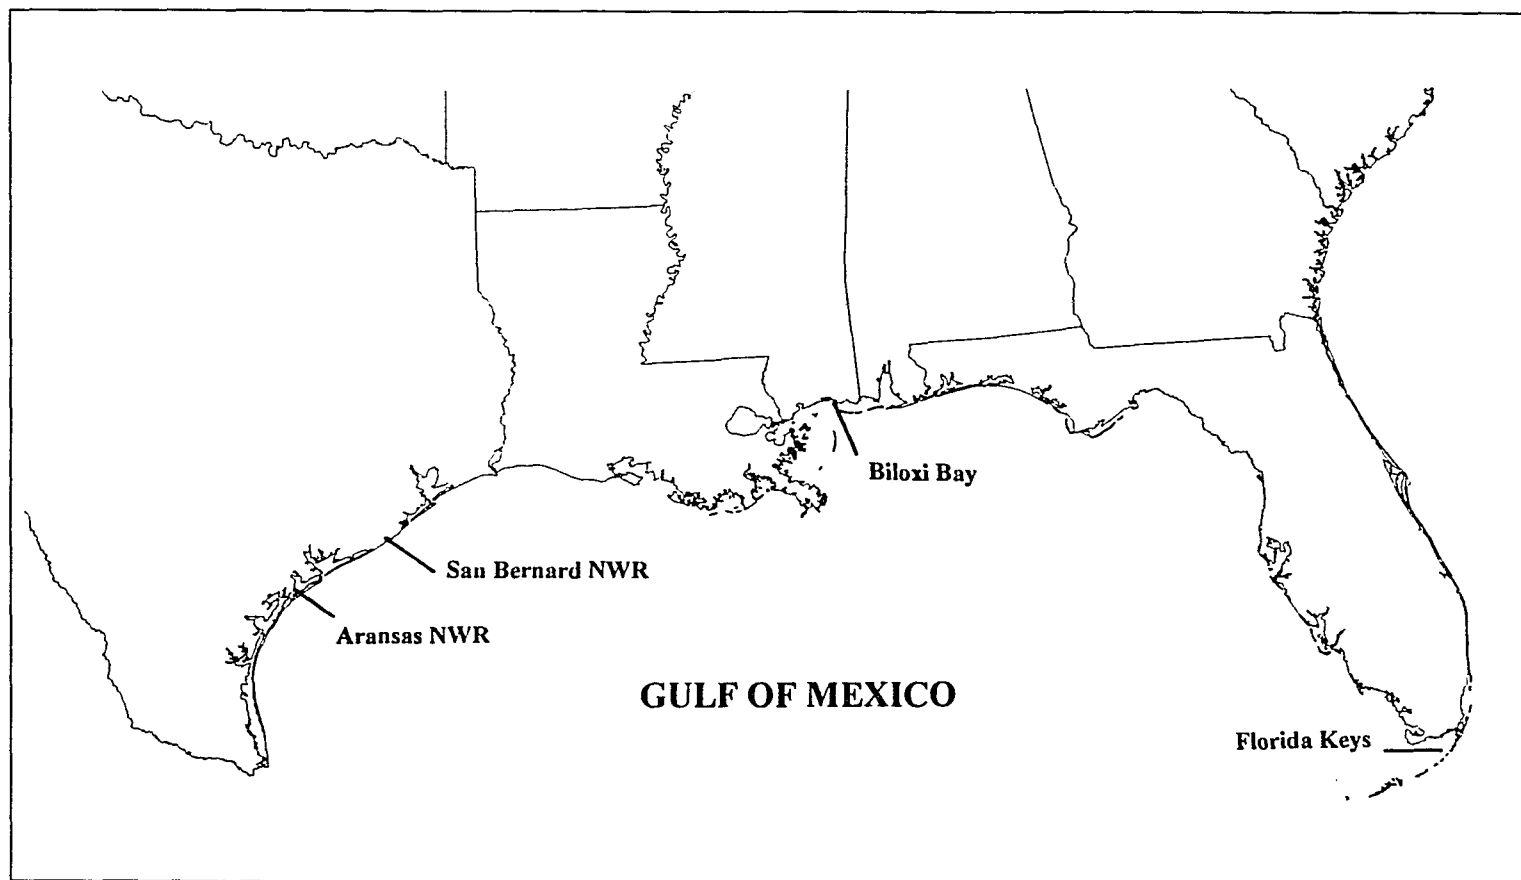 Biloxi Bay
San Bernard NWR
Aransas NWR
GULF OF MEXICO
Florida Keys